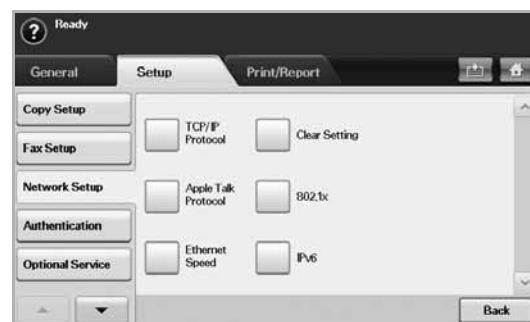 Ready
General Setup Print/Report
Copy Setup
Fax Setup
Network Setup
Authentication
Optional Service
TCP/IP
Protocol
Clear Setting
Apple Talk
Protocol
802.1x
Ethernet
Speed
IPv6
Back